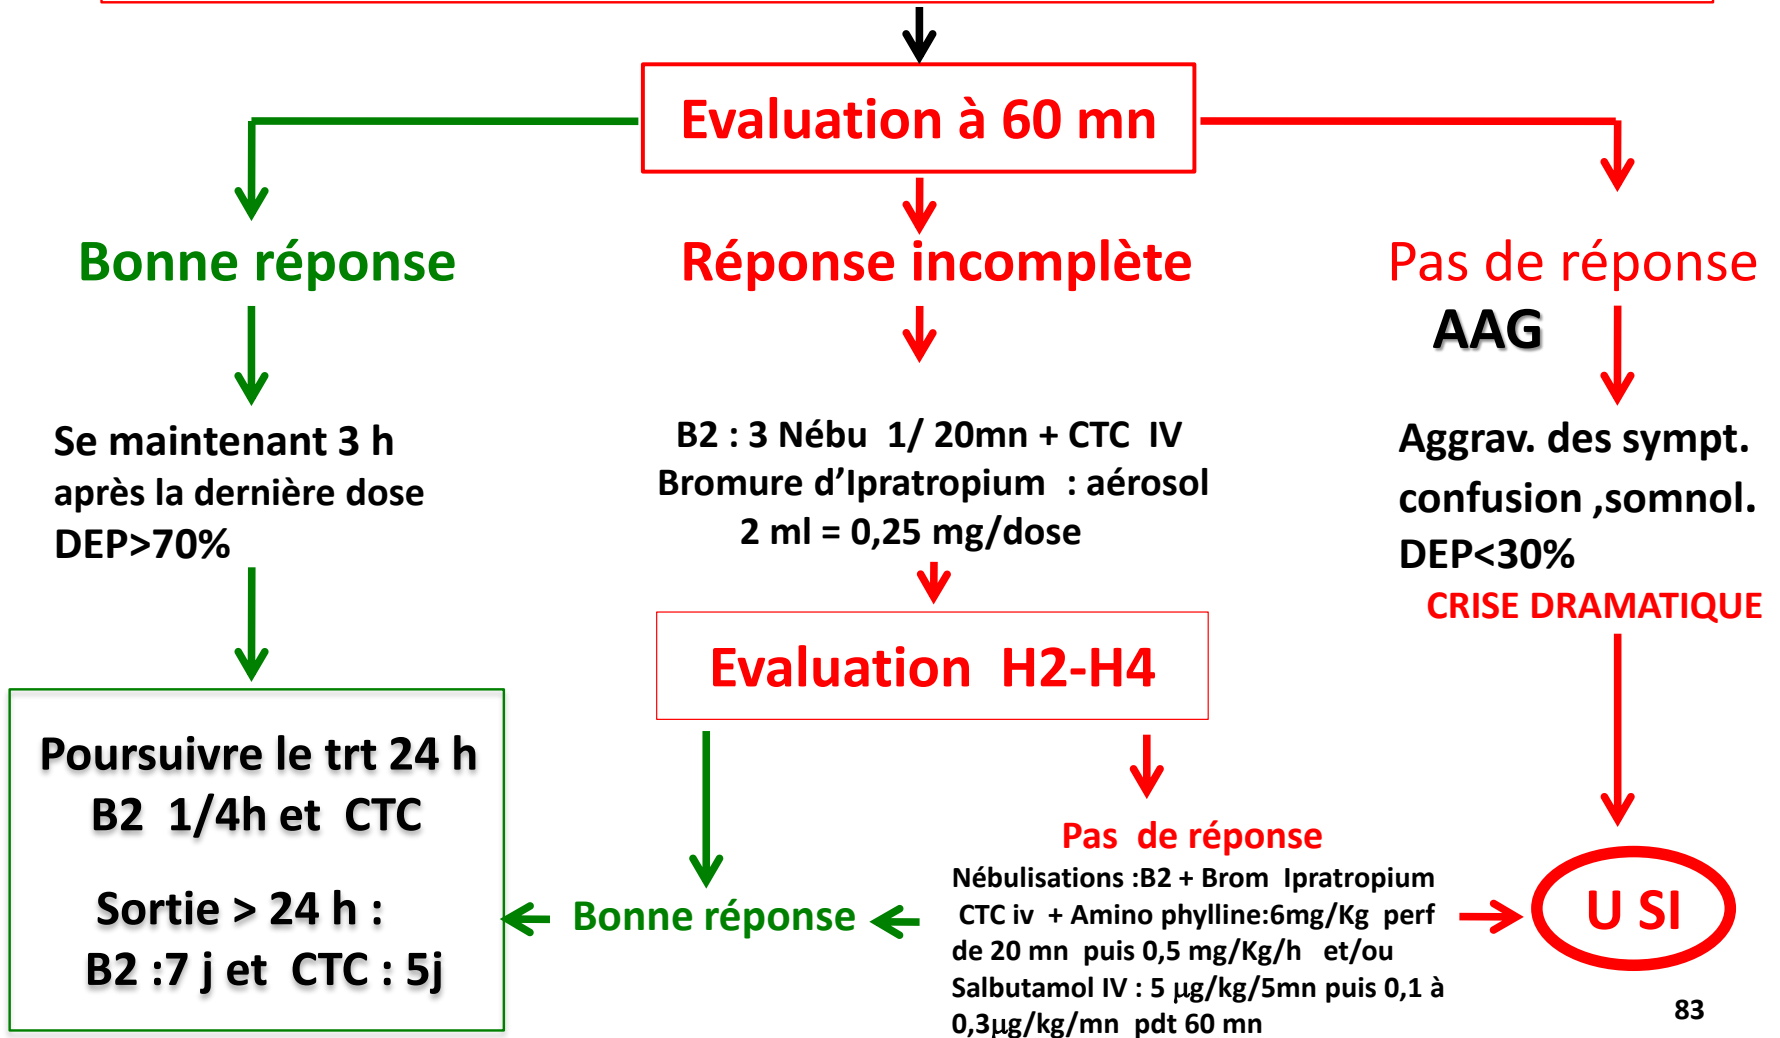 Evaluation à 60 mn
Bonne réponse
Se maintenant 3 h
après la dernière dose
DEP>70%
Poursuivre le trt 24 h
B2 1/4h et CTC
Sortie > 24 h :
B2 :7 j et CTC : 5j
Réponse incomplète
B2 : 3 Nébu 1/ 20mn + CTC IV
Bromure d’Ipratropium : aérosol
2 ml = 0,25 mg/dose
Evaluation H2-H4
Bonne réponse
Pas de réponse
Nébulisations :B2 + Brom Ipratropium
CTC iv + Amino phylline:6mg/Kg perf
de 20 mn puis 0,5 mg/Kg/h et/ou
Salbutamol IV : 5 µg/kg/5mn puis 0,1 à
0,3µg/kg/mn pdt 60 mn
Pas de réponse
AAG
Aggrav. des sympt.
confusion ,somnol.
DEP<30%
CRISE DRAMATIQUE
U SI
83